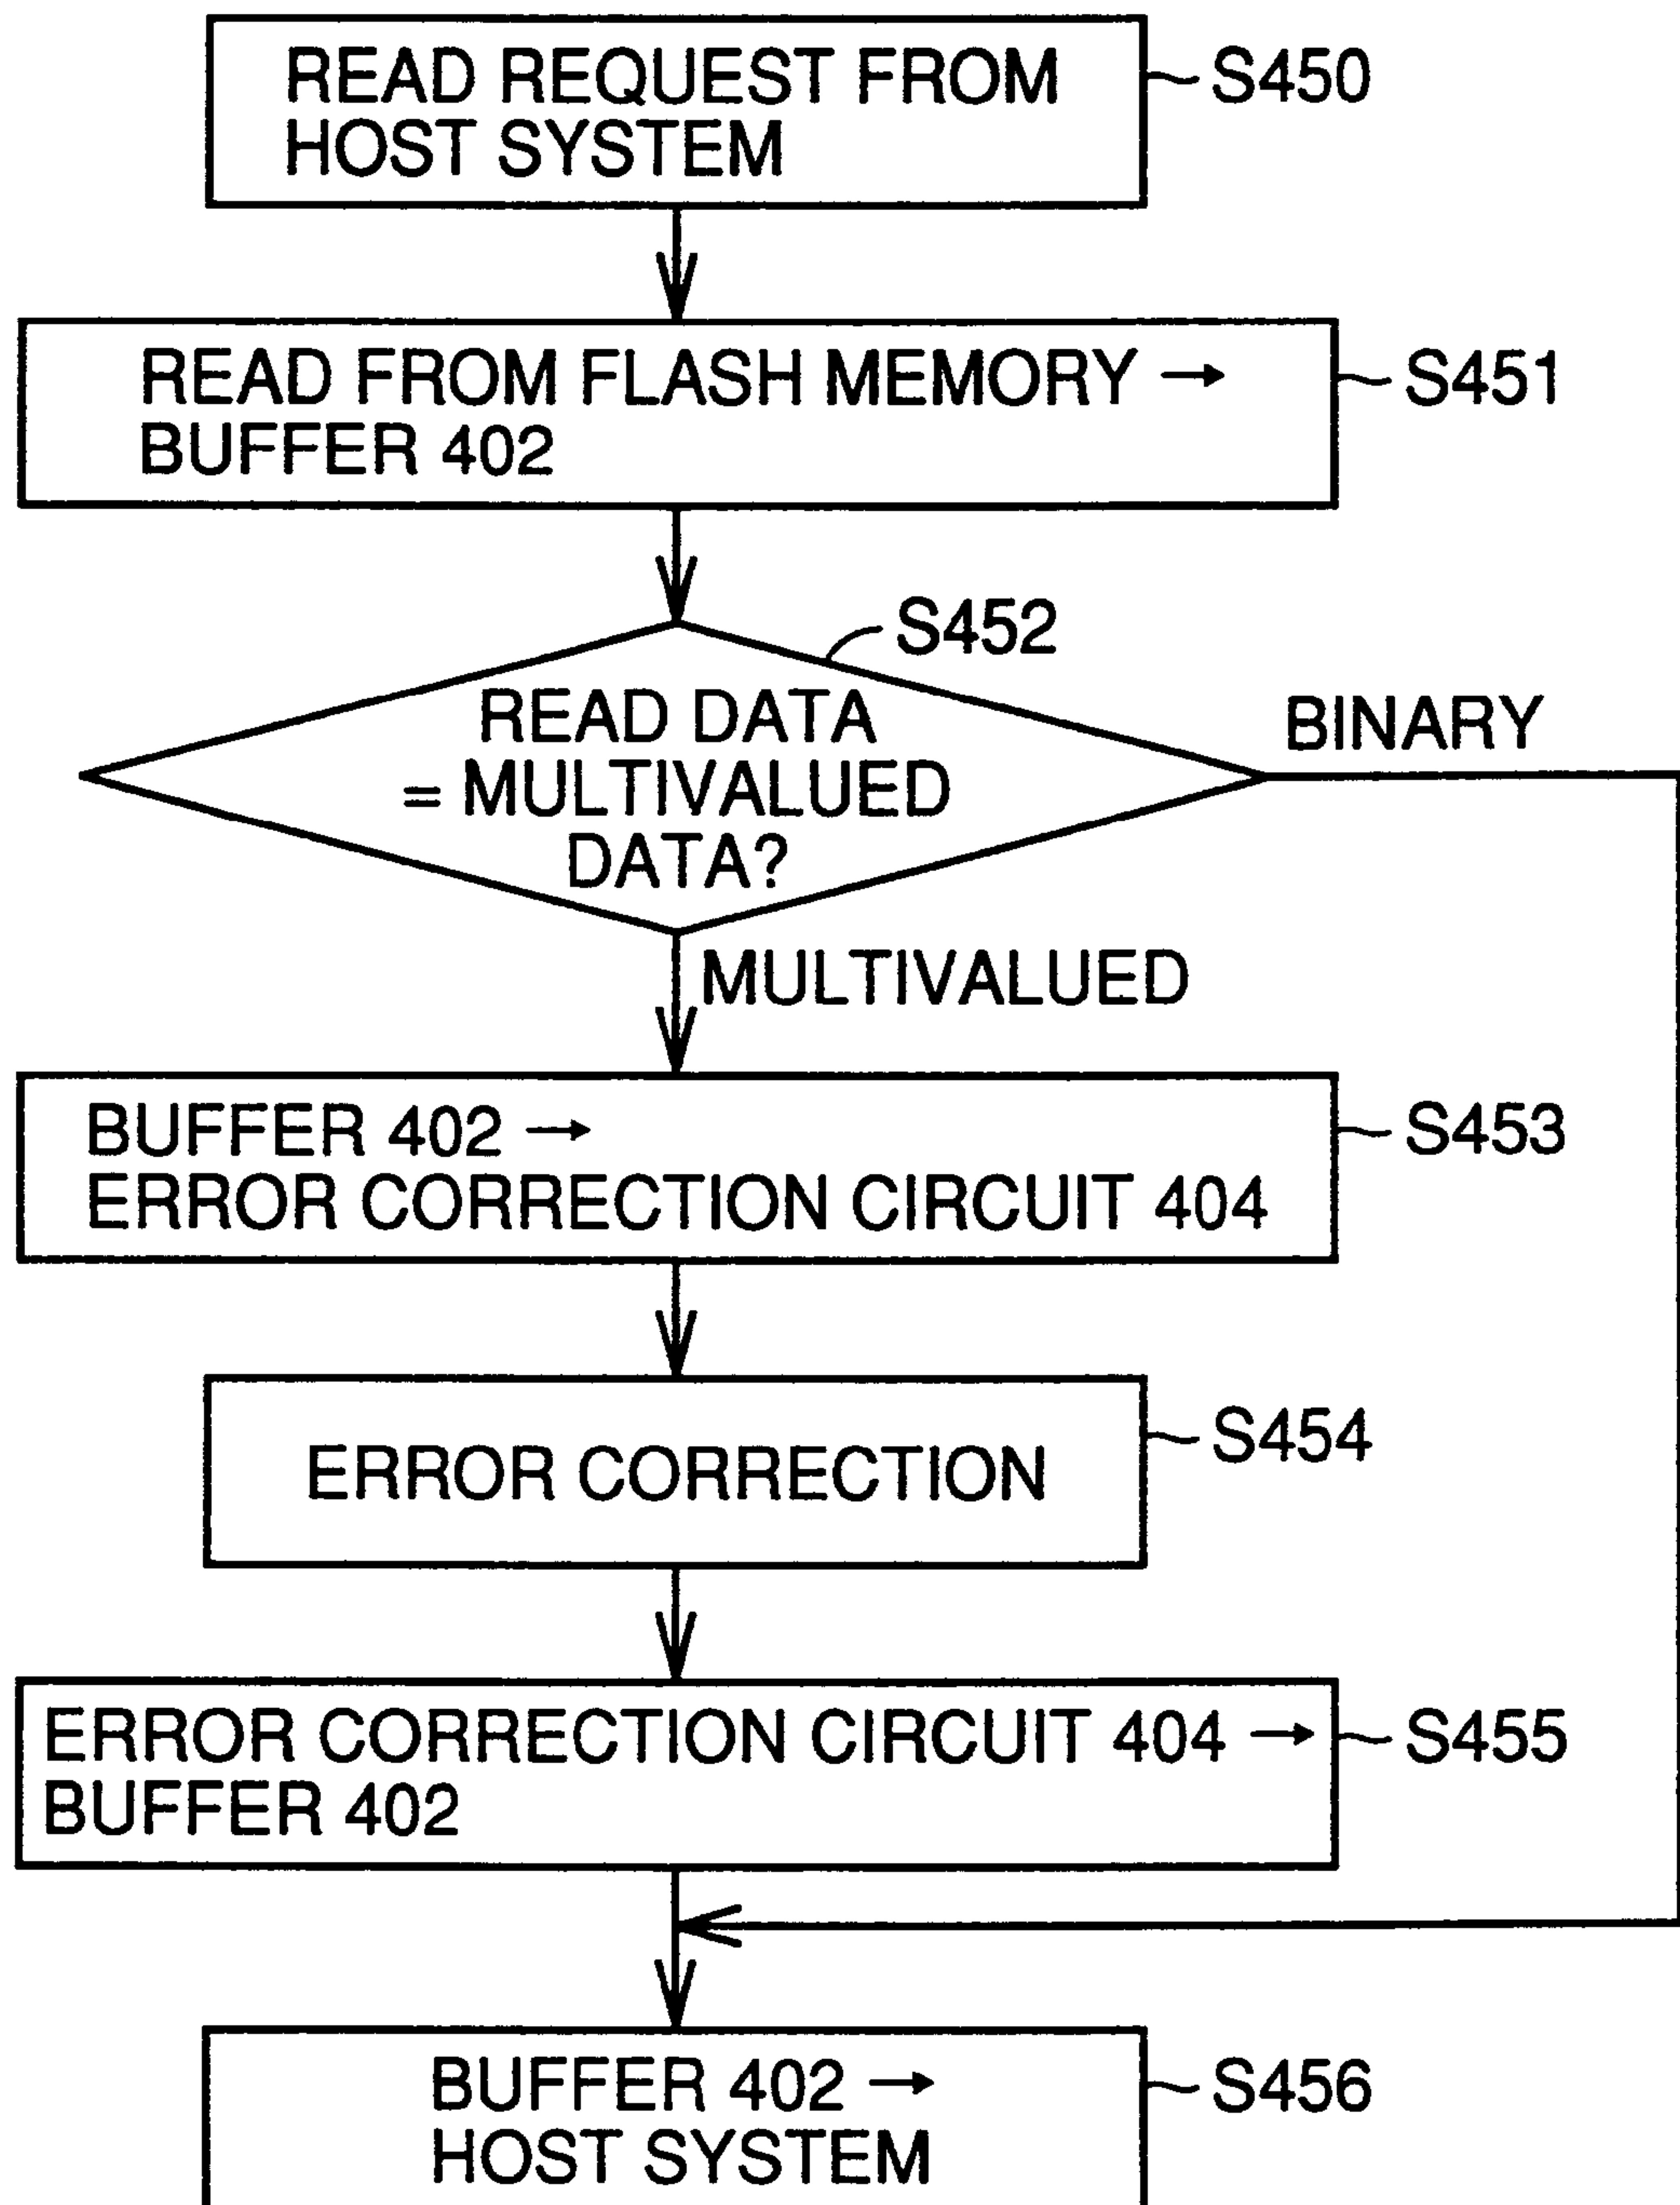 READ REQUEST FROM
HOST SYSTEM
S450
READ FROM FLASH MEMORY →
BUFFER 402
S451
S452
READ DATA
= MULTIVALUED
DATA?
BINARY
MULTIVALUED
BUFFER 402 →
ERROR CORRECTION CIRCUIT 404
S453
ERROR CORRECTION
S454
ERROR CORRECTION CIRCUIT 404 →
BUFFER 402
S455
BUFFER 402 →
HOST SYSTEM
S456